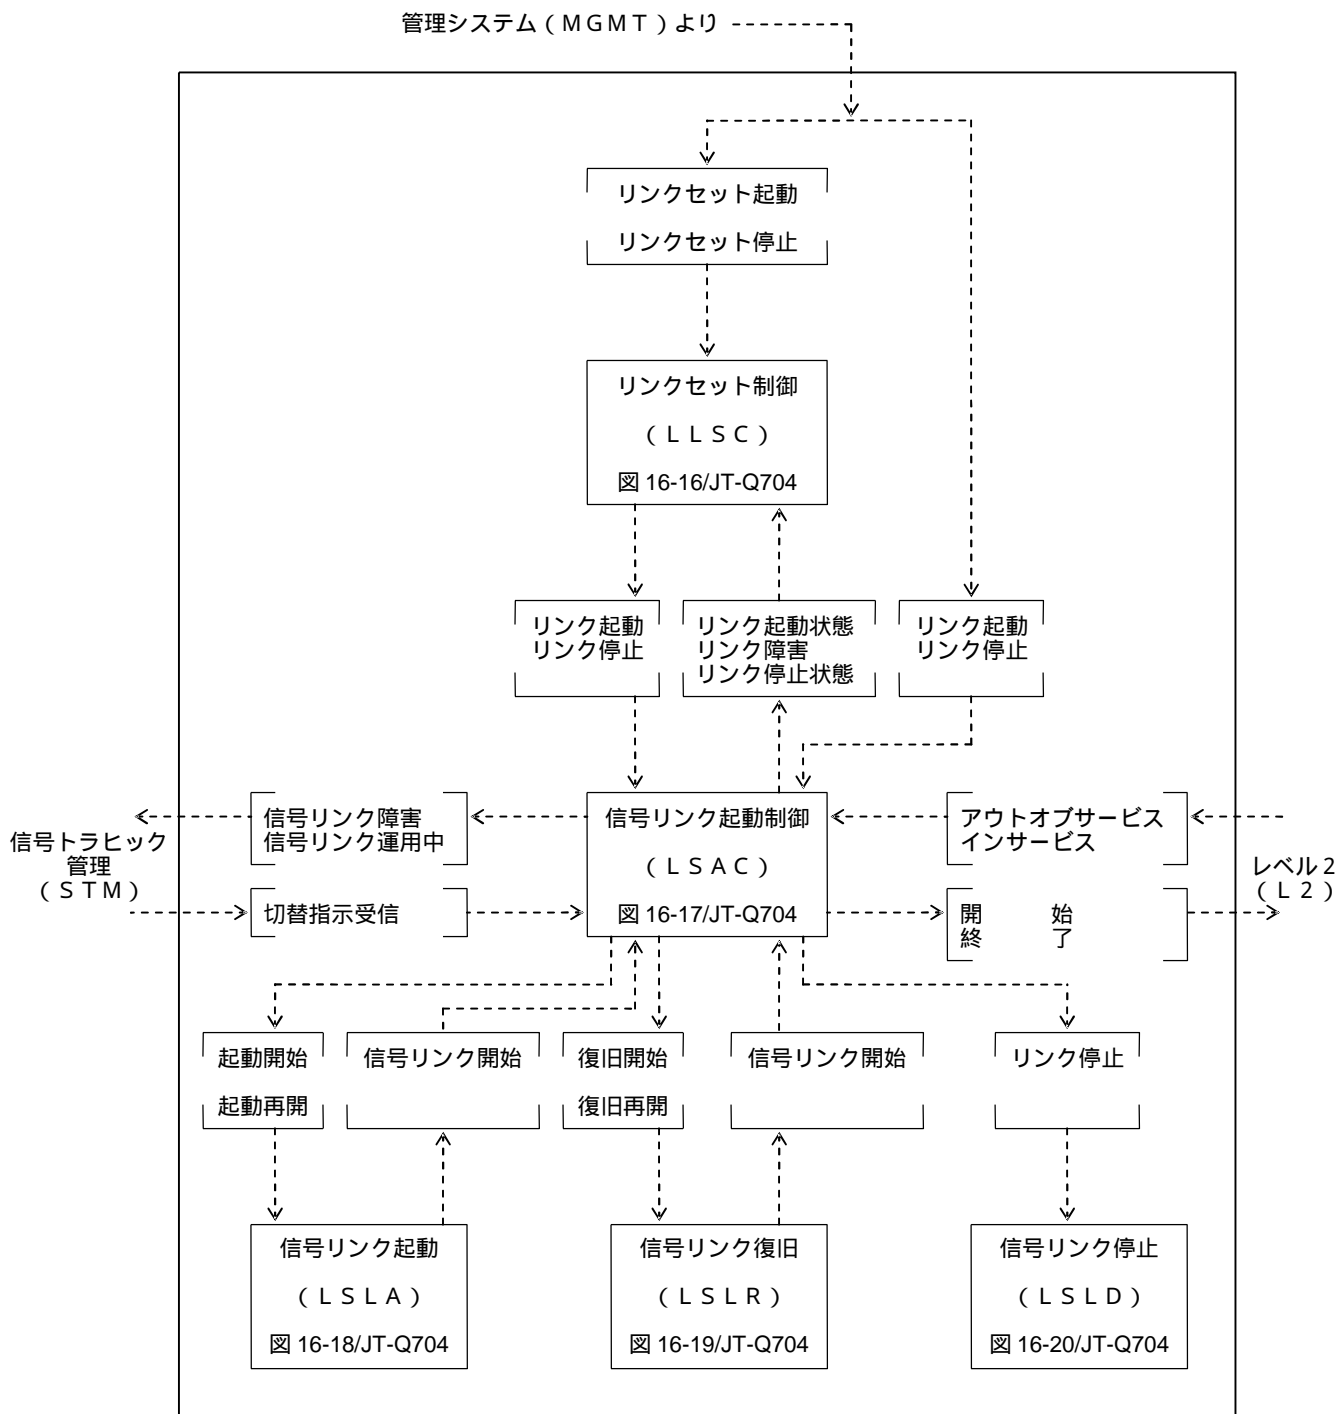 管理システム（ＭＧＭＴ）より
リンクセット起動
リンクセット停止
リンクセット制御
（ＬＬＳＣ）
図 16-16/JT-Q704
リンク起動
リンク停止
リンク起動状態
リンク障害
リンク停止状態
リンク起動
リンク停止
信号リンク障害
信号リンク運用中
信号トラヒック
管理
（ＳＴＭ）
切替指示受信
信号リンク起動制御
（ＬＳＡＣ）
図 16-17/JT-Q704
アウトオブサービス
インサービス
レベル２
（Ｌ２）
開　　　始
終　　　了
起動開始
起動再開
信号リンク開始
復旧開始
復旧再開
信号リンク開始
リンク停止
信号リンク起動
（ＬＳＬＡ）
図 16-18/JT-Q704
信号リンク復旧
（ＬＳＬＲ）
図 16-19/JT-Q704
信号リンク停止
（ＬＳＬＤ）
図 16-20/JT-Q704